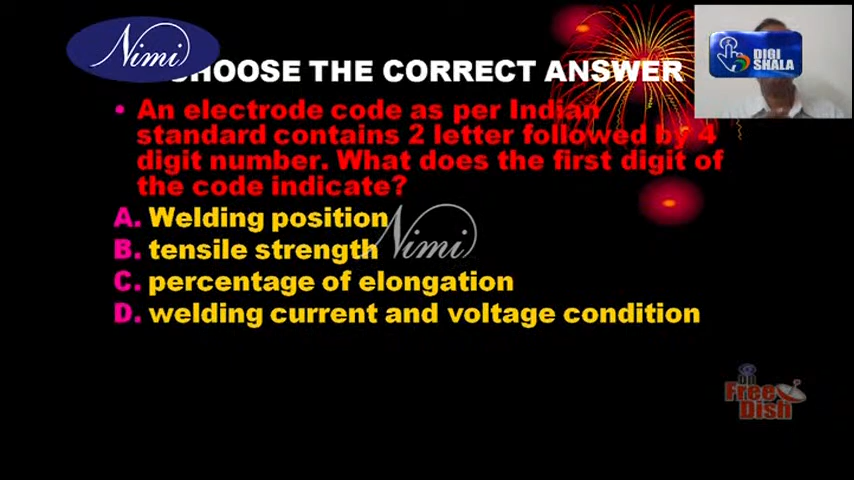 Nimi
CHOOSE THE CORRECT ANSWER
DIGI
SHALA
• An electrode code as per Indian
standard contains 2 letter followed by 4
digit number. What does the first digit of
the code indicate?
A. Welding position
B. tensile strength
C. percentage of elongation
D. welding current and voltage condition
Nimi
on
Free
Dish